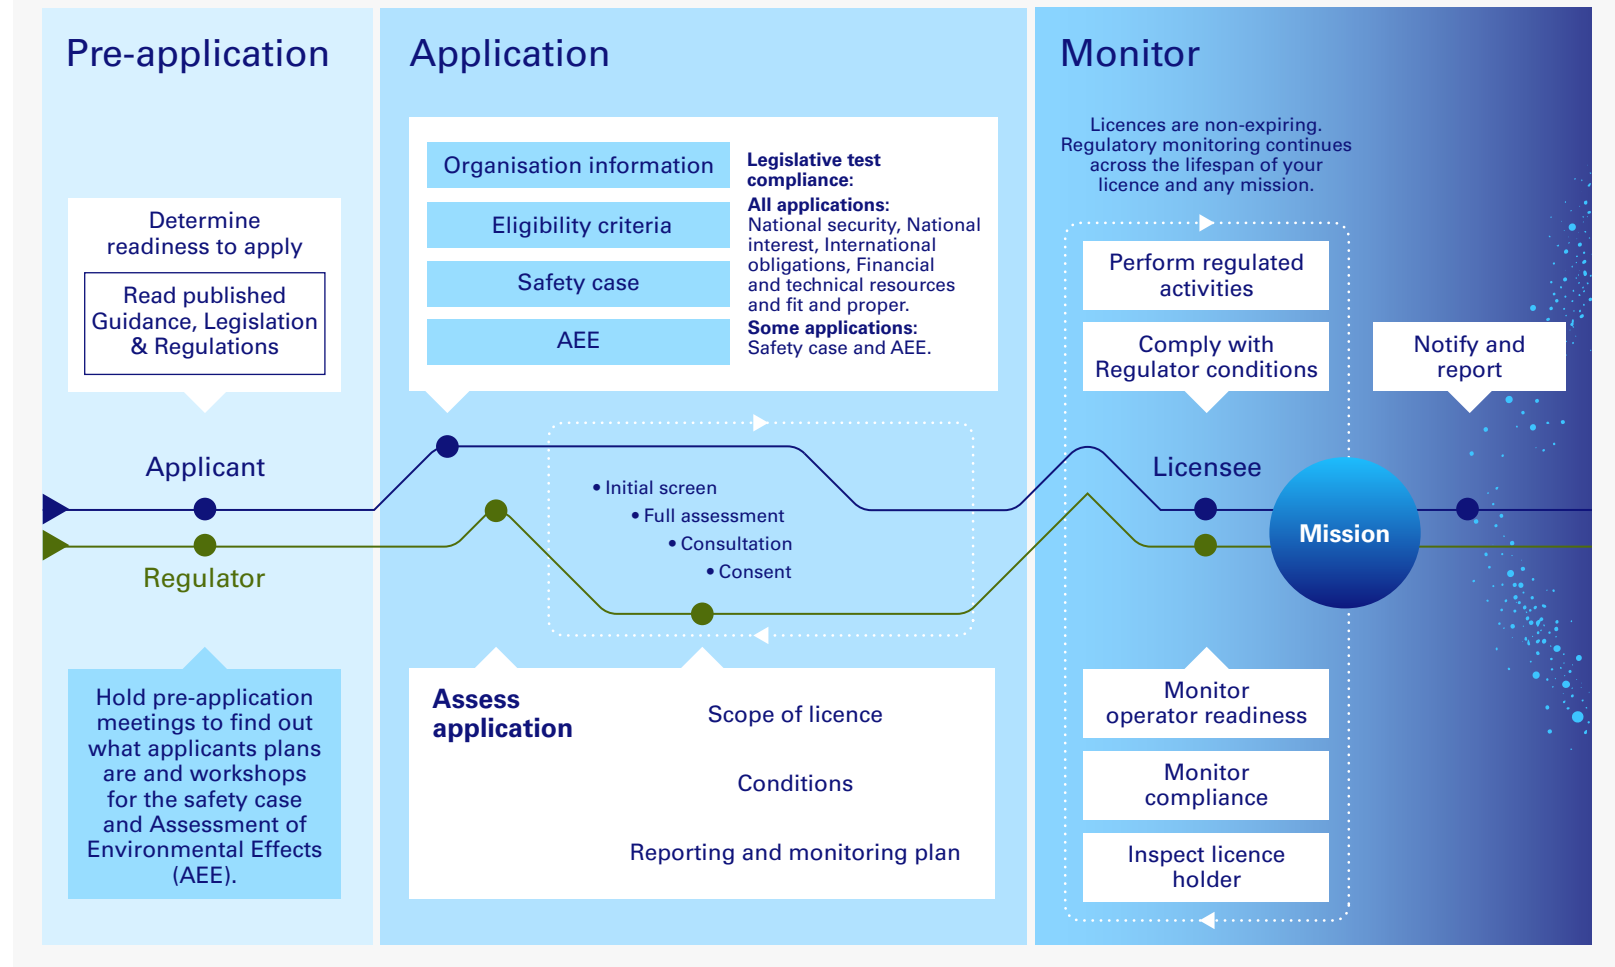 Pre-application
Determine
readiness to apply
Read published
Guidance, Legislation
& Regulations
Applicant
Regulator
Hold pre-application
meetings to find out
what applicants plans
are and workshops
for the safety case
and Assessment of
Environmental Effects
(AEE).
Application
Organisation information
Eligibility criteria
Safety case
AEE
Legislative test
compliance:
All applications:
National security, National
interest, International
obligations, Financial
and technical resources
and fit and proper.
Some applications:
Safety case and AEE.
• Initial screen
• Full assessment
• Consultation
• Consent
Assess
application
Scope of licence
Conditions
Reporting and monitoring plan
Monitor
Licences are non-expiring.
Regulatory monitoring continues
across the lifespan of your
licence and any mission.
Perform regulated
activities
Comply with
Regulator conditions
Notify and
report
Licensee
Mission
Monitor
operator readiness
Monitor
compliance
Inspect licence
holder